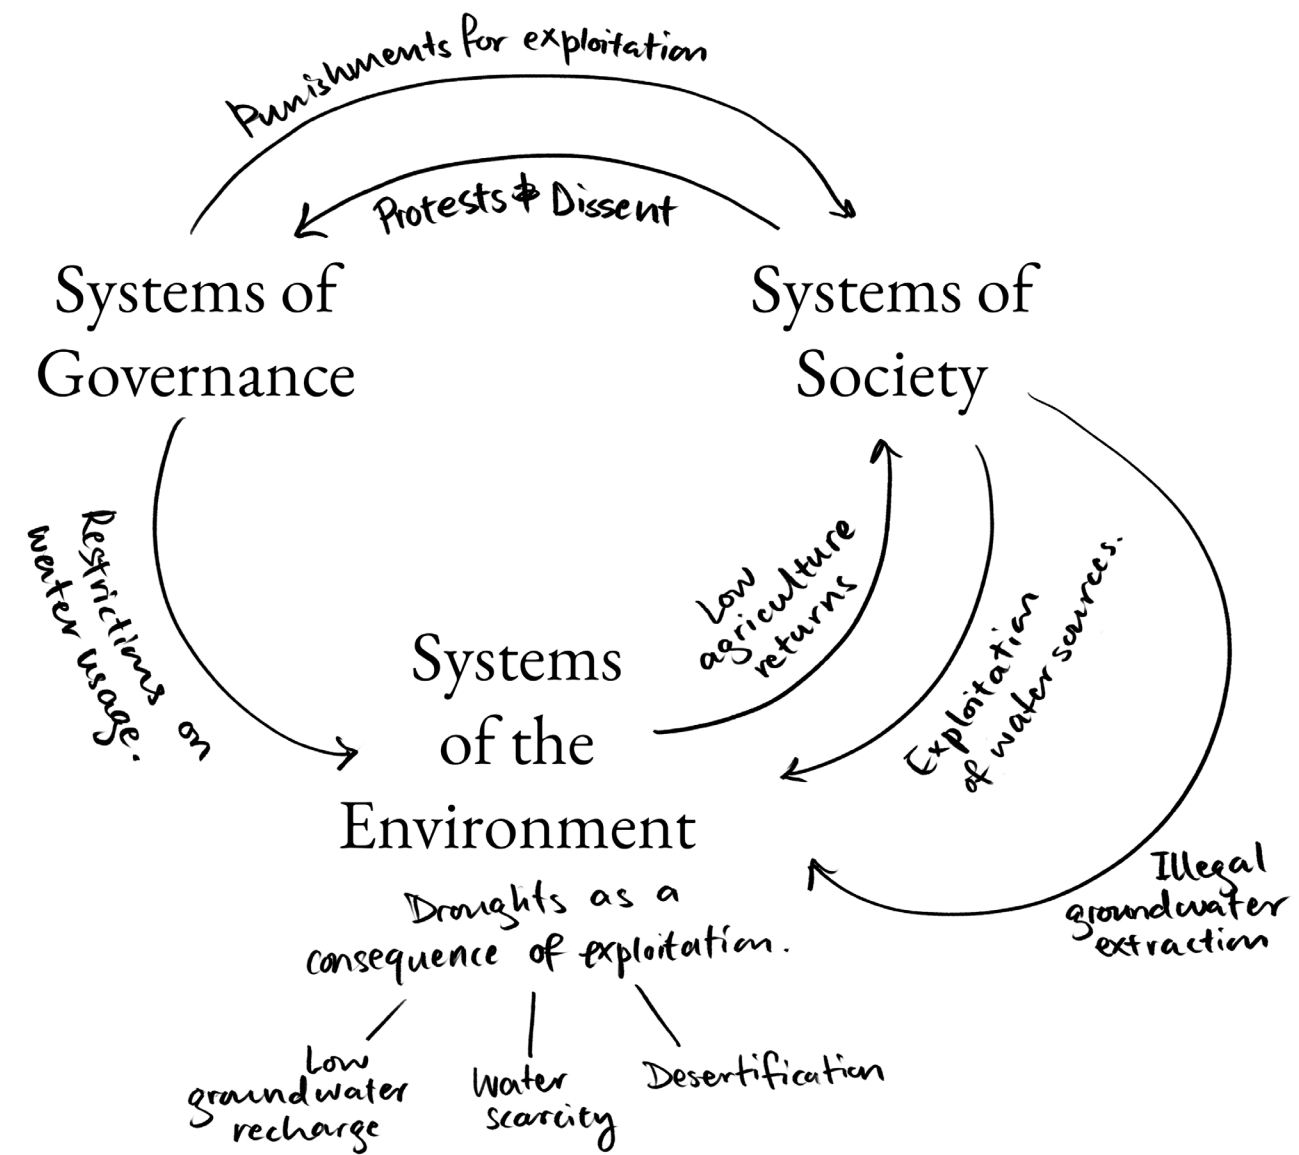 Punishments for exploitation
Protests & Dissent
Systems of
Governance
Systems of
Society
Restrictions on
water usage.
Low
agriculture
returns
Exploitation
of water sources.
Systems
of the
Environment
Illegal
groundwater
extraction
Droughts as a
consequence of exploitation.
Low
groundwater
recharge
Water
scarcity
Desertification